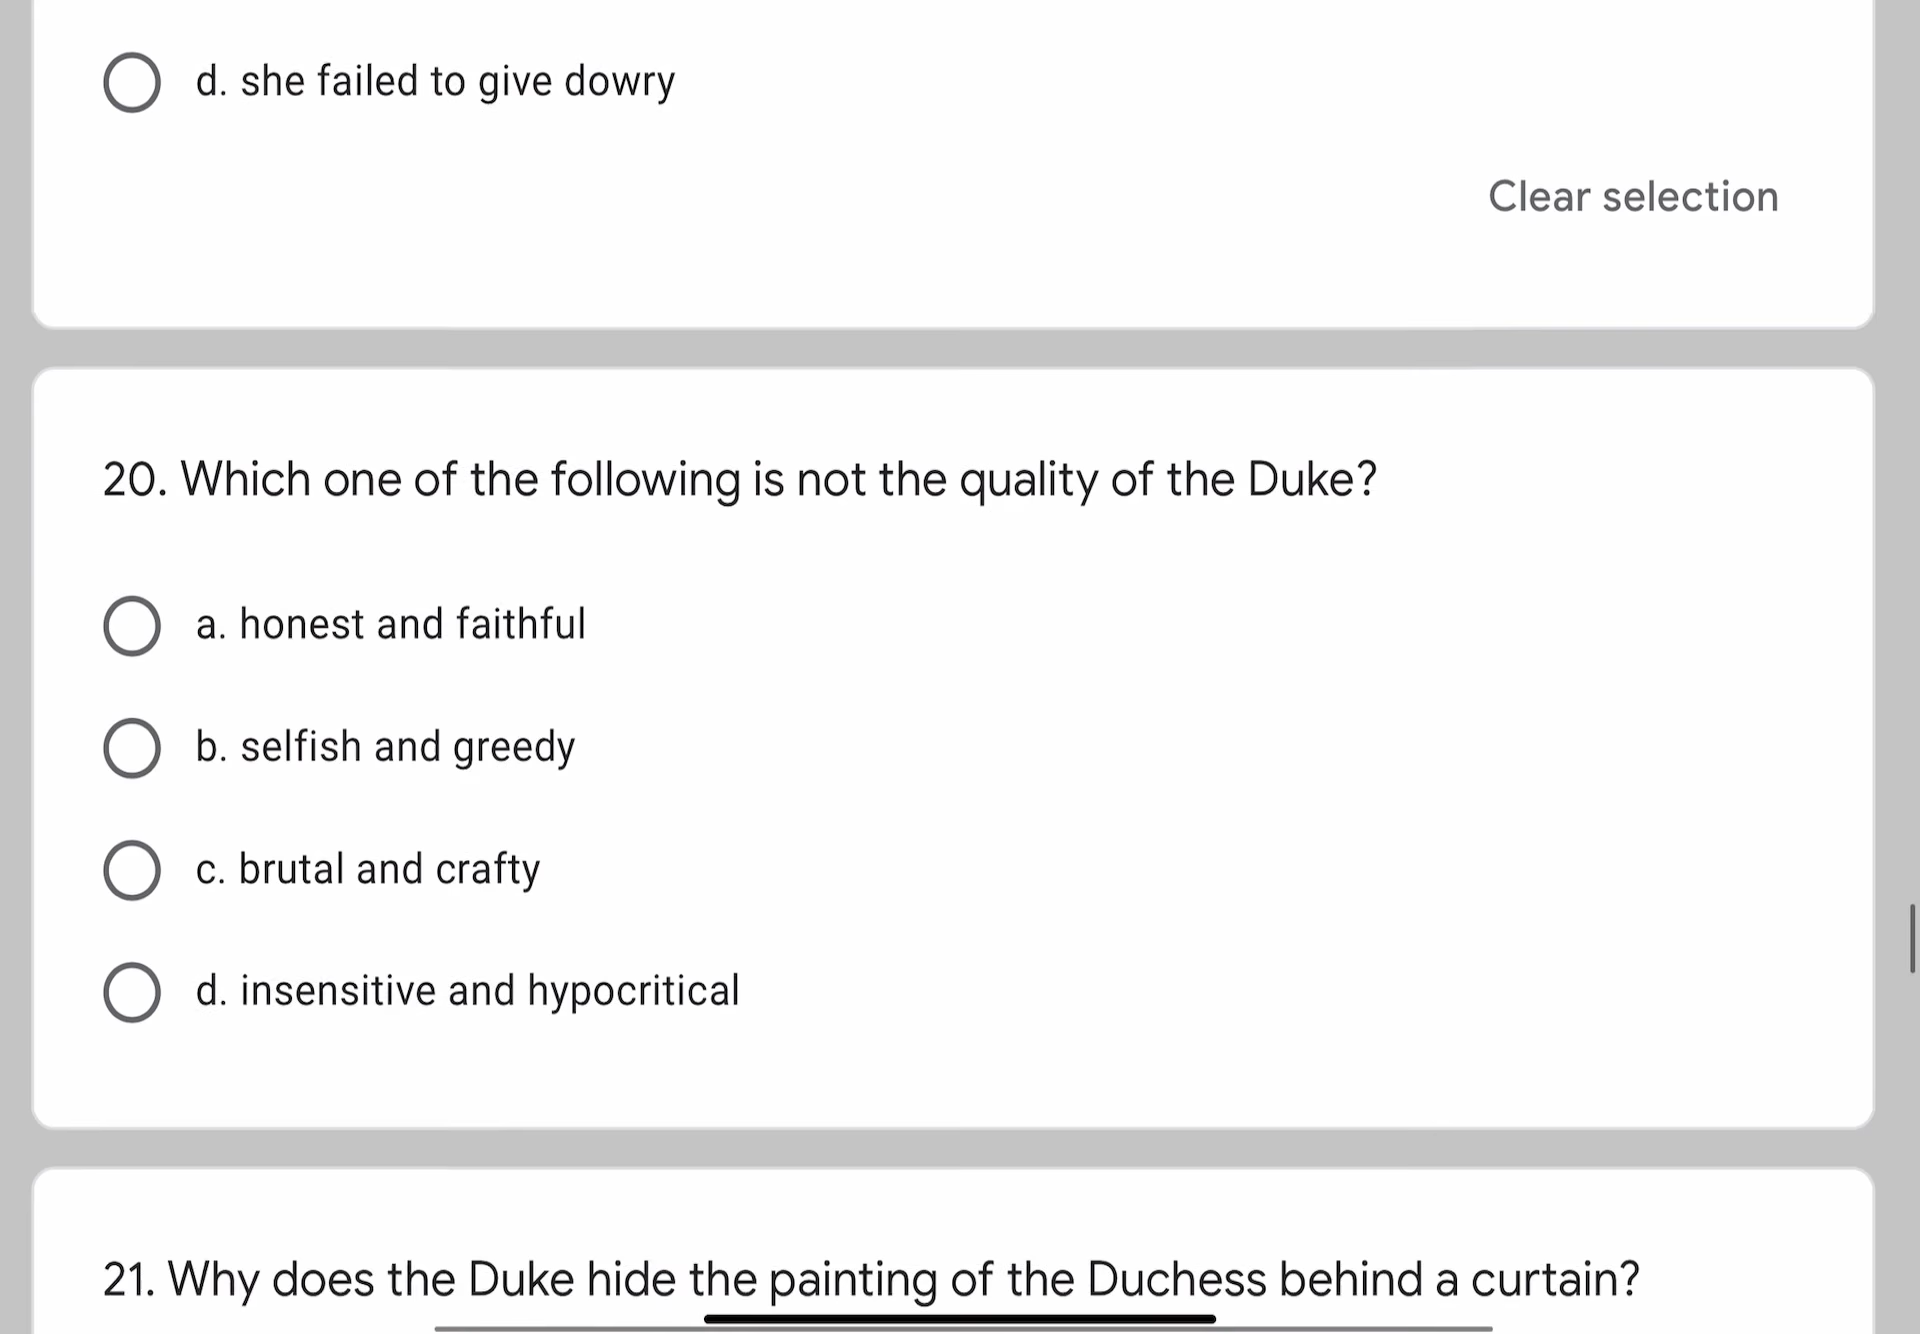 d. she failed to give dowry
Clear selection
20. Which one of the following is not the quality of the Duke?
a. honest and faithful
b. selfish and greedy
c. brutal and crafty
d. insensitive and hypocritical
21. Why does the Duke hide the painting of the Duchess behind a curtain?